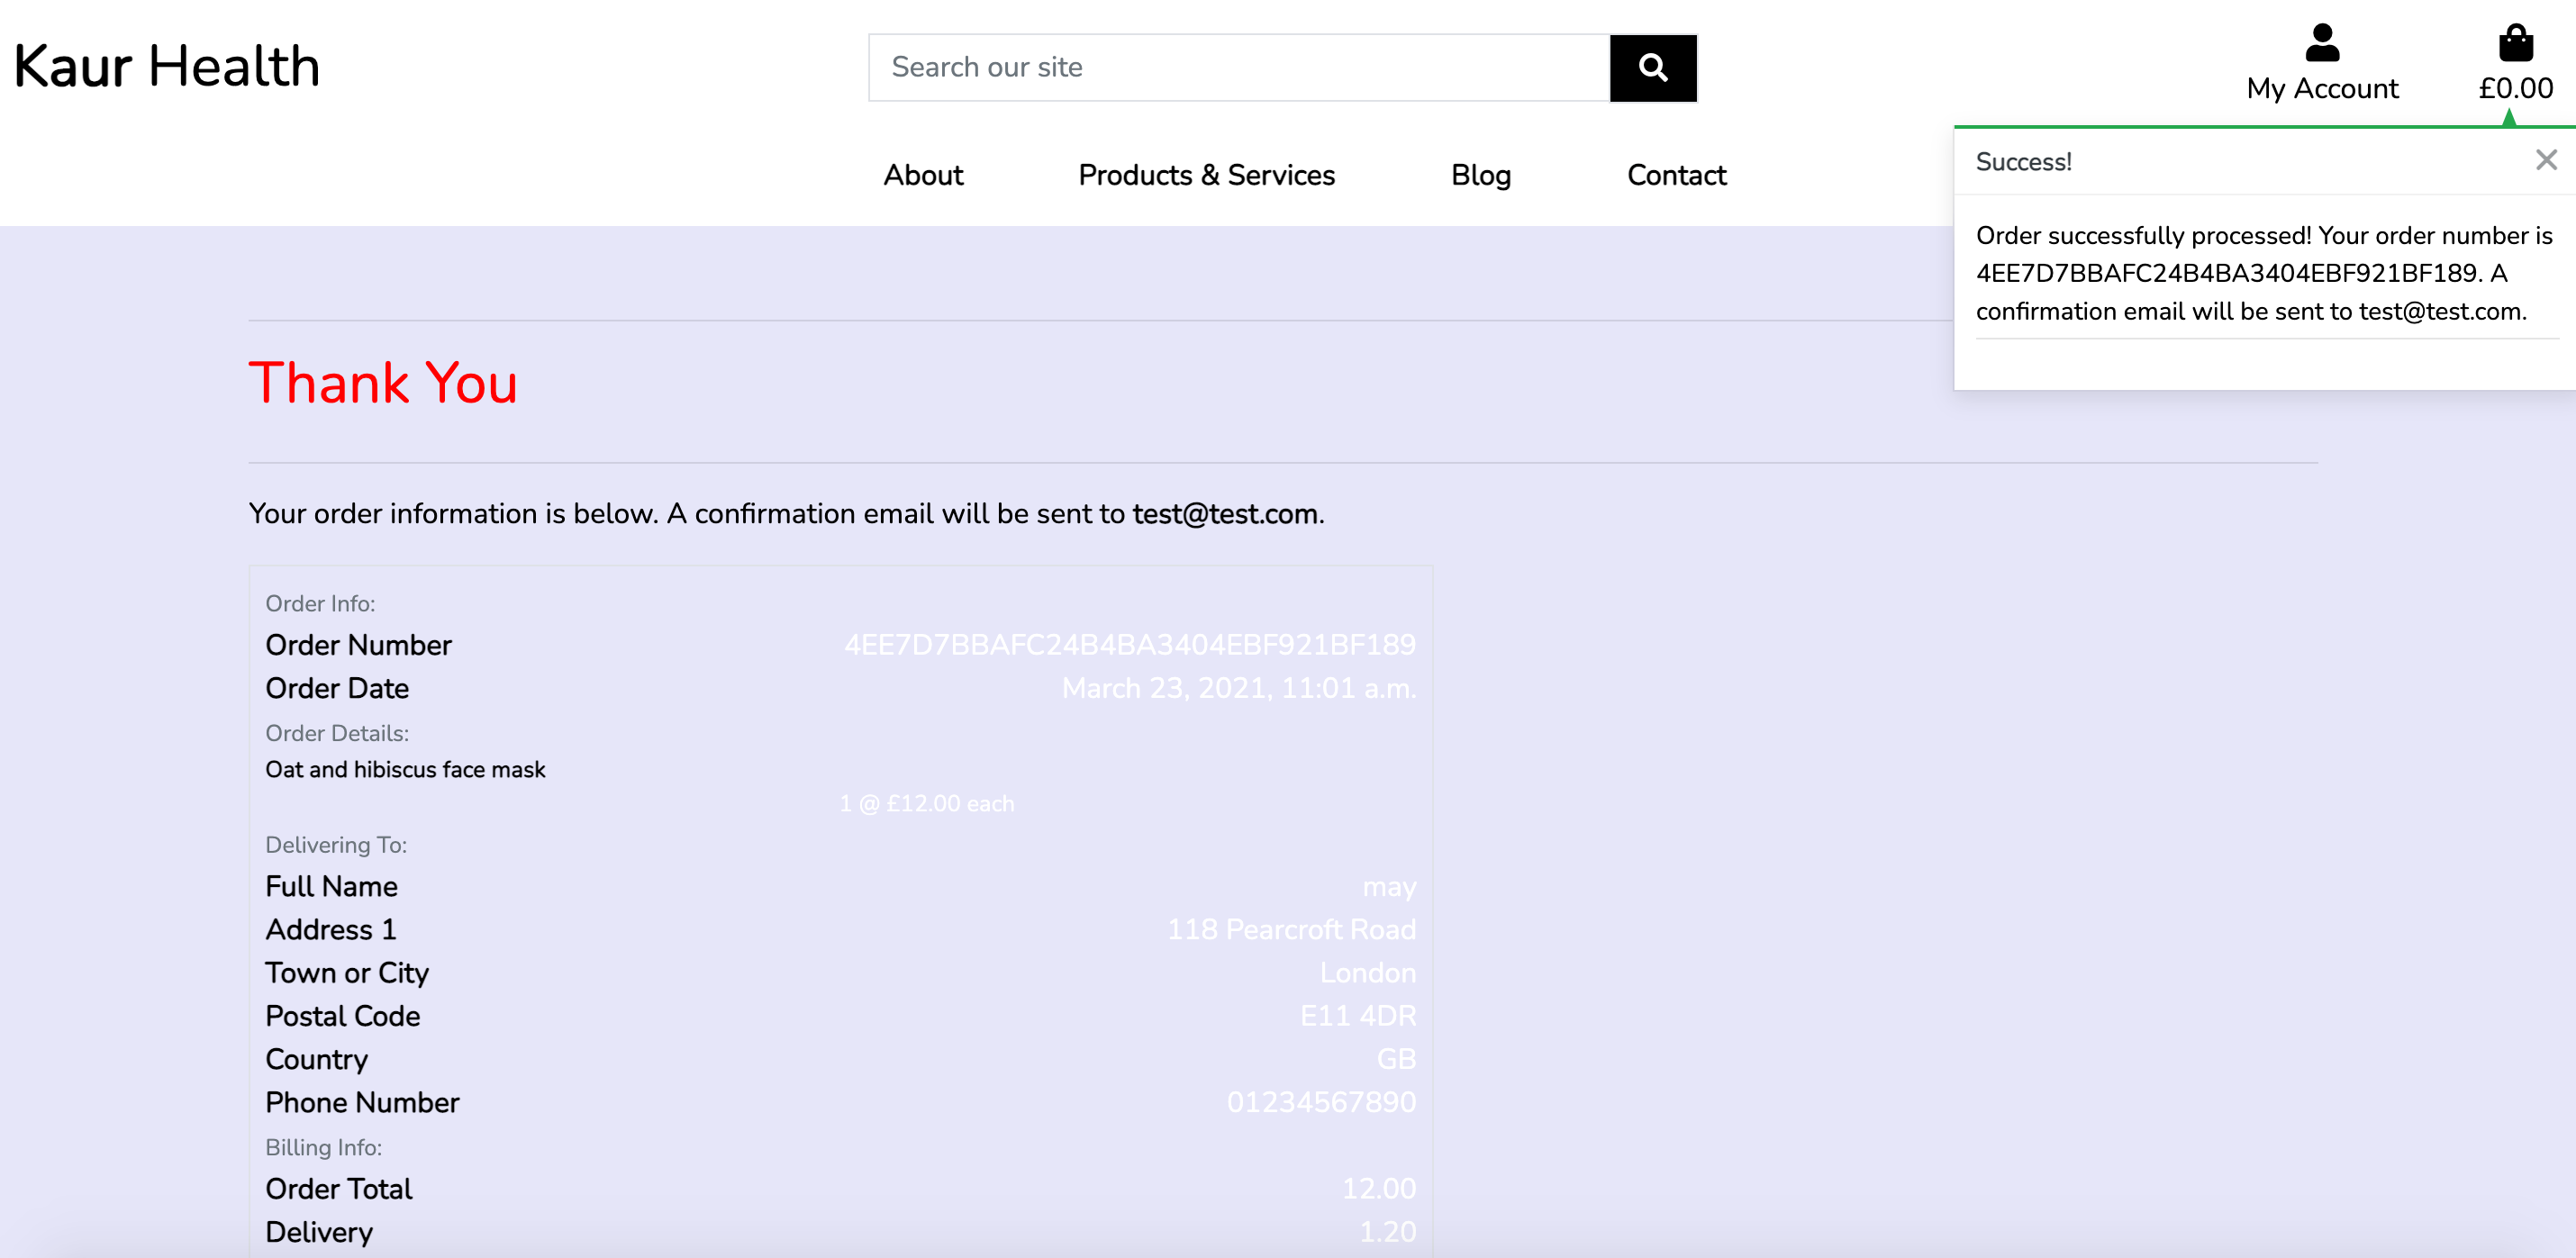 Kaur Health
Search our site
My Account
£0.00
About
Products & Services
Blog
Contact
Success!
Order successfully processed! Your order number is
4EE7D7BBAFC24B4BA3404EBF921BF189. A
confirmation email will be sent to test@test.com.
Thank You
Your order information is below. A confirmation email will be sent to test@test.com.
Order Info:
Order Number 4EE7D7BBAFC24B4BA3404EBF921BF189
Order Date March 23, 2021, 11:01 a.m.
Order Details:
Oat and hibiscus face mask
1 @ £12.00 each
Delivering To:
Full Name may
Address 1 118 Pearcroft Road
Town or City London
Postal Code E11 4DR
Country GB
Phone Number 01234567890
Billing Info:
Order Total 12.00
Delivery 1.20